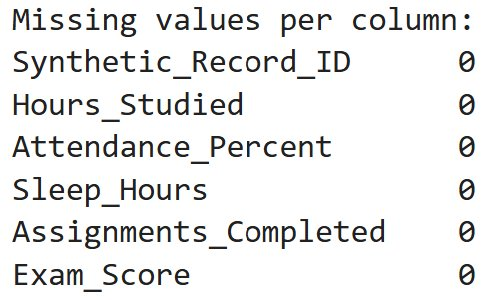 Missing values per column:
Synthetic_Record_ID 0
Hours_Studied 0
Attendance_Percent 0
Sleep_Hours 0
Assignments_Completed 0
Exam_Score 0